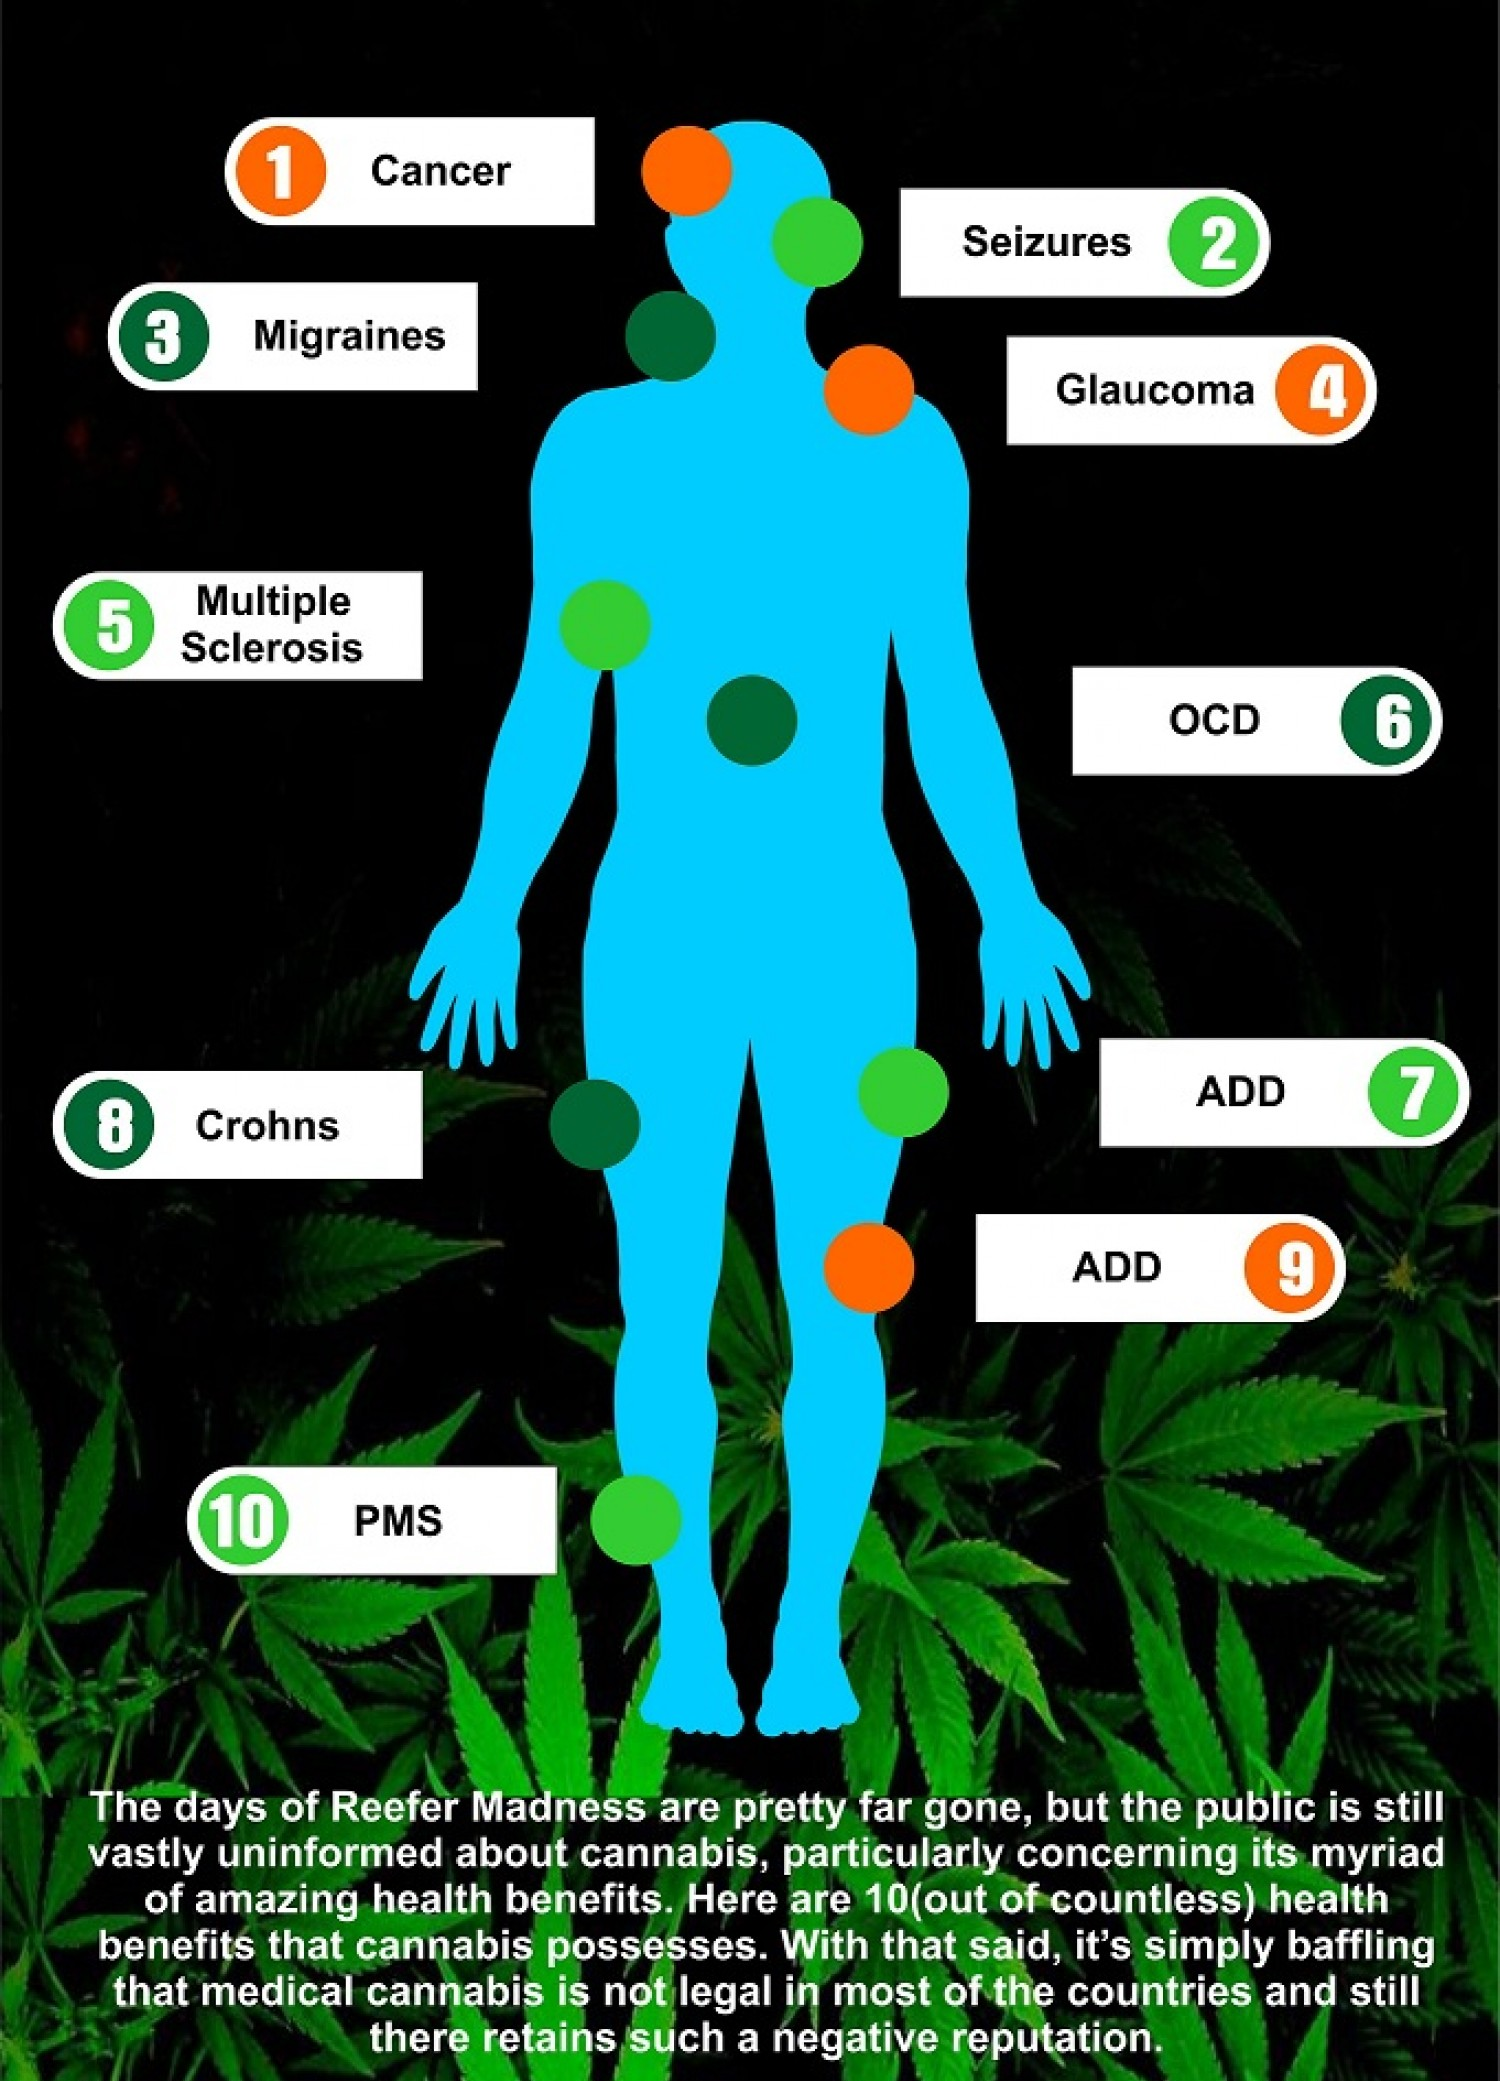 1 Cancer
Seizures 2
3 Migraines
Glaucoma 4
5 Multiple
Sclerosis
OCD 6
ADD 7
8 Crohns
ADD 9
10 PMS
The days of Reefer Madness are pretty far gone, but the public is still
vastly uninformed about cannabis, particularly concerning its myriad
of amazing health benefits. Here are 10(out of countless) health
benefits that cannabis possesses. With that said, it's simply baffling
that medical cannabis is not legal in most of the countries and still
there retains such a negative reputation.